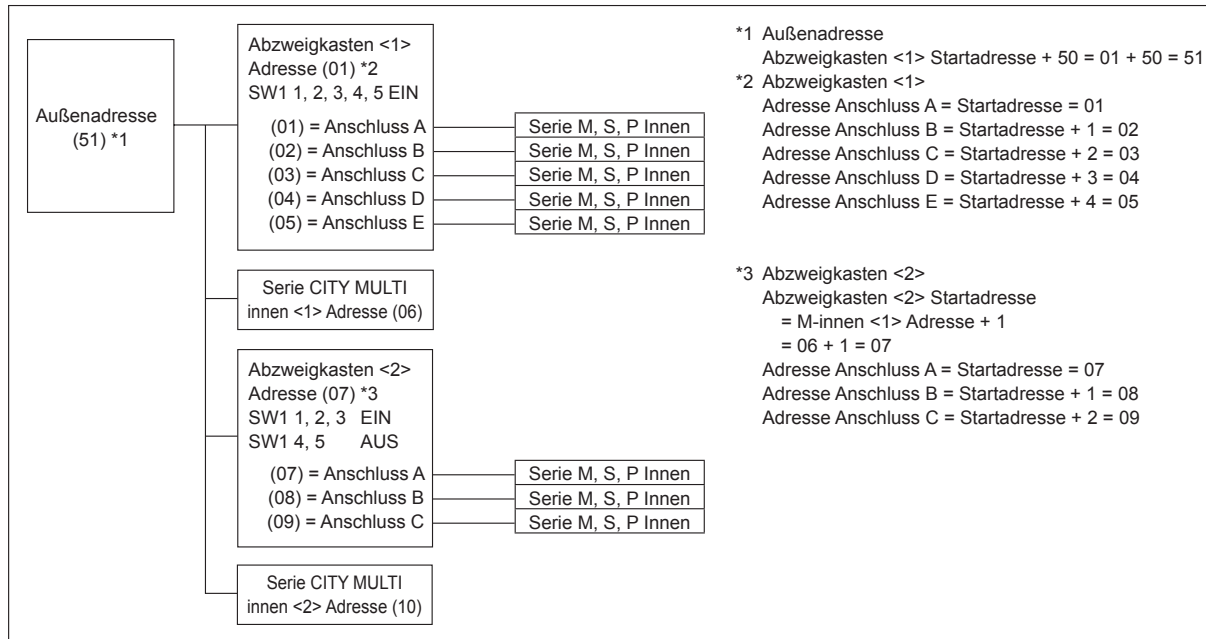 Außenadresse
(51) *1
Abzweigkasten <1>
Adresse (01) *2
SW1 1, 2, 3, 4, 5 EIN
(01) = Anschluss A
(02) = Anschluss B
(03) = Anschluss C
(04) = Anschluss D
(05) = Anschluss E
Serie M, S, P Innen
Serie M, S, P Innen
Serie M, S, P Innen
Serie M, S, P Innen
Serie M, S, P Innen
Serie CITY MULTI
innen <1> Adresse (06)
Abzweigkasten <2>
Adresse (07) *3
SW1 1, 2, 3 EIN
SW1 4, 5 AUS
(07) = Anschluss A
(08) = Anschluss B
(09) = Anschluss C
Serie M, S, P Innen
Serie M, S, P Innen
Serie M, S, P Innen
Serie CITY MULTI
innen <2> Adresse (10)
*1 Außenadresse
Abzweigkasten <1> Startadresse + 50 = 01 + 50 = 51
*2 Abzweigkasten <1>
Adresse Anschluss A = Startadresse = 01
Adresse Anschluss B = Startadresse + 1 = 02
Adresse Anschluss C = Startadresse + 2 = 03
Adresse Anschluss D = Startadresse + 3 = 04
Adresse Anschluss E = Startadresse + 4 = 05
*3 Abzweigkasten <2>
Abzweigkasten <2> Startadresse
= M-innen <1> Adresse + 1
= 06 + 1 = 07
Adresse Anschluss A = Startadresse = 07
Adresse Anschluss B = Startadresse + 1 = 08
Adresse Anschluss C = Startadresse + 2 = 09